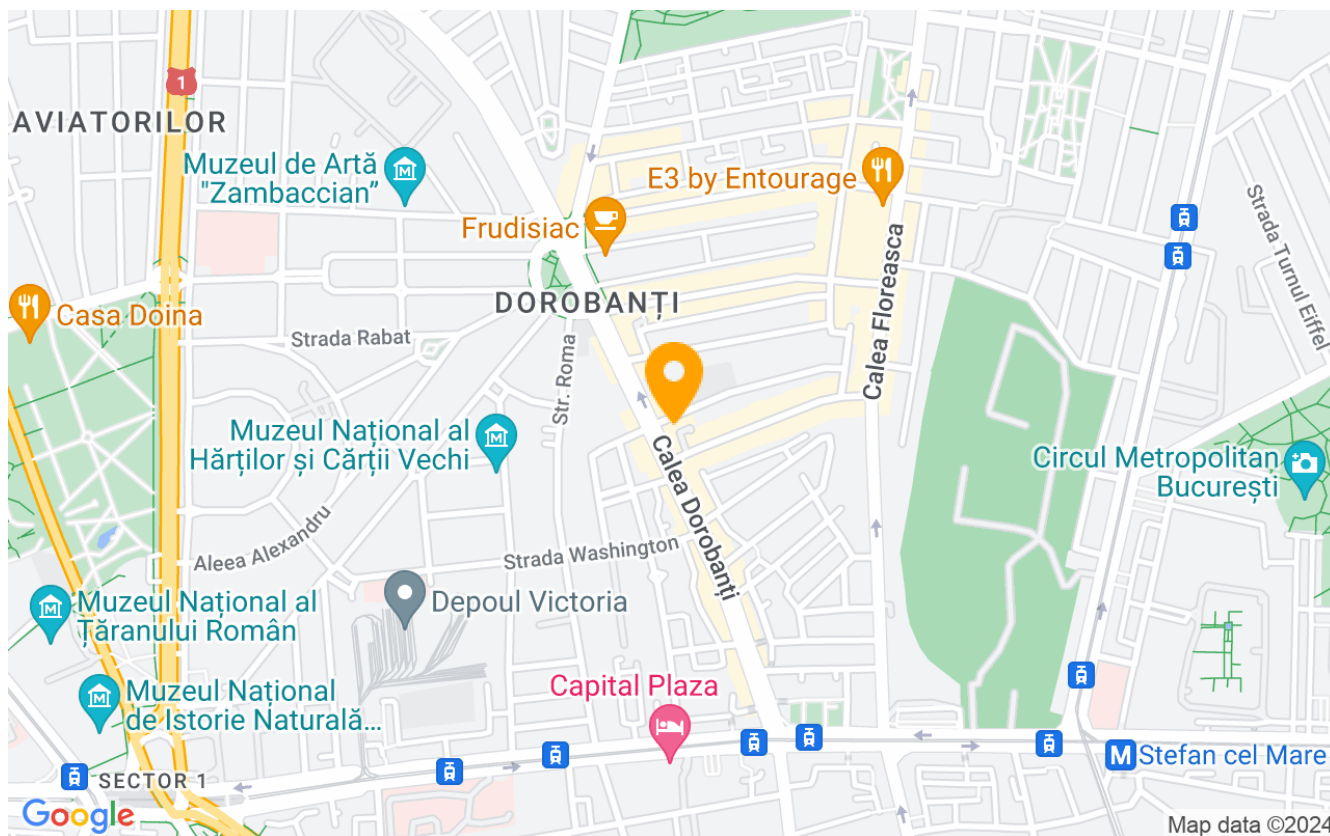 1
AVIATORILOR
Muzeul de Artă
"Zambaccian”
E3 by Entourage
Frudisiac
Strada Turnul Eiffel
Calea Floreasca
DOROBANȚI
Casa Doina
Strada Rabat
Str. Roma
Muzeul Național al
Hărților și Cărții Vechi
Calea Dorobanți
Circul Metropolitan
București
Aleea Alexandru
Strada Washington
Muzeul Național al
Țăranului Român
Depoul Victoria
Muzeul Național
de Istorie Naturală...
Capital Plaza
M Stefan cel Mare
SECTOR 1
Google
Map data ©2024